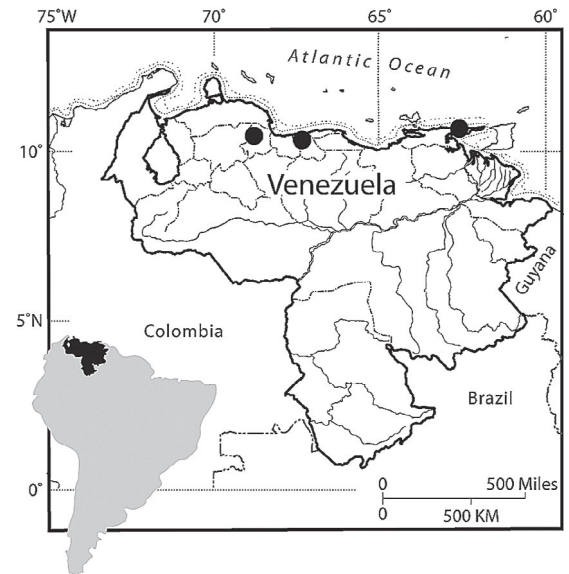 75°W 70° 65° 60°
Atlantic Ocean
10°
Venezuela
Guyana
5°N
Colombia
Brazil
0 500 Miles
0°
0 500 KM